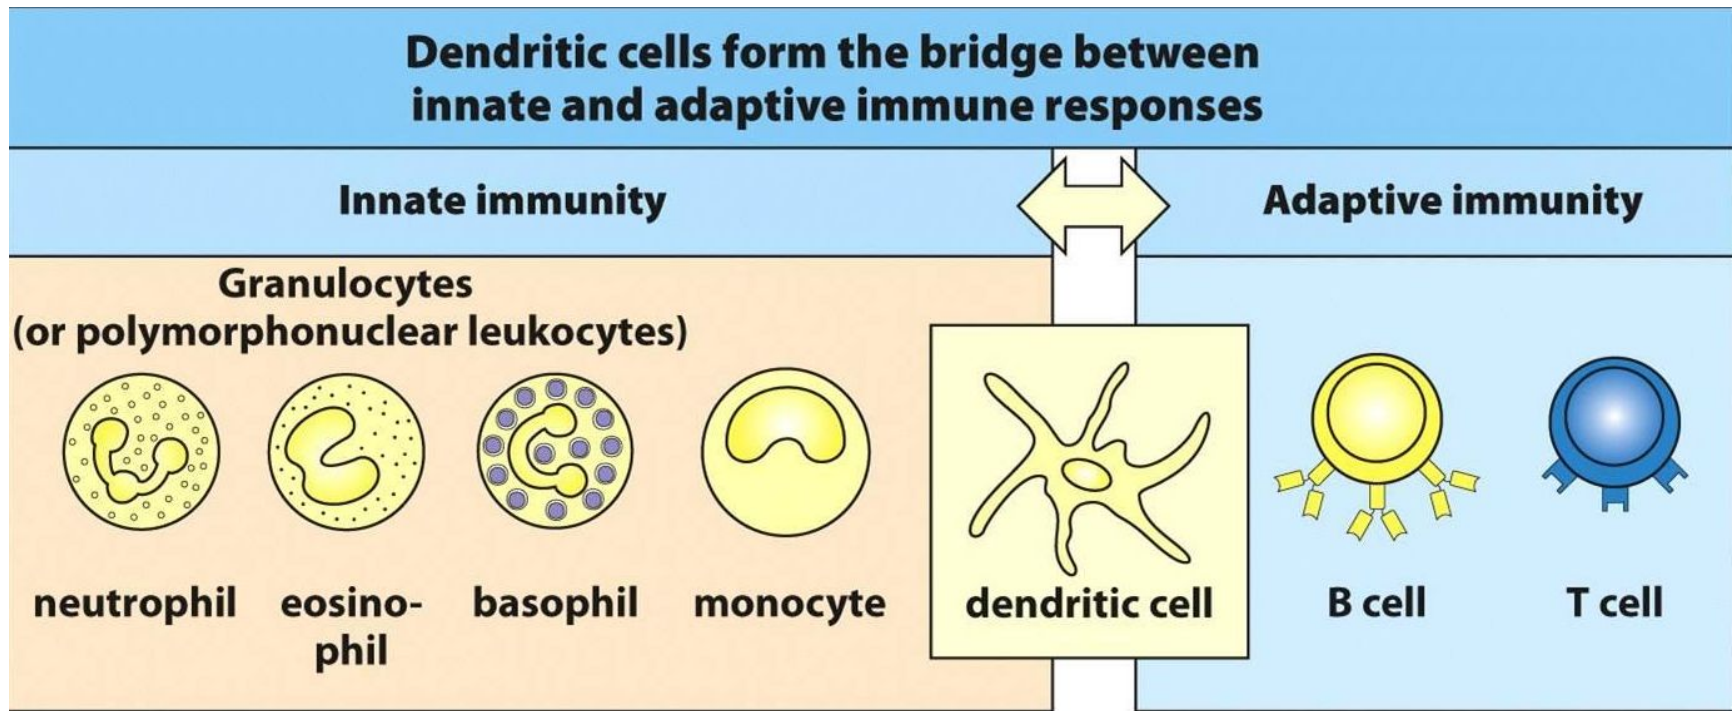 Dendritic cells form the bridge between
innate and adaptive immune responses
Innate immunity
Adaptive immunity
Granulocytes
(or polymorphonuclear leukocytes)
neutrophil
eosino-
phil
basophil
monocyte
dendritic cell
B cell
T cell